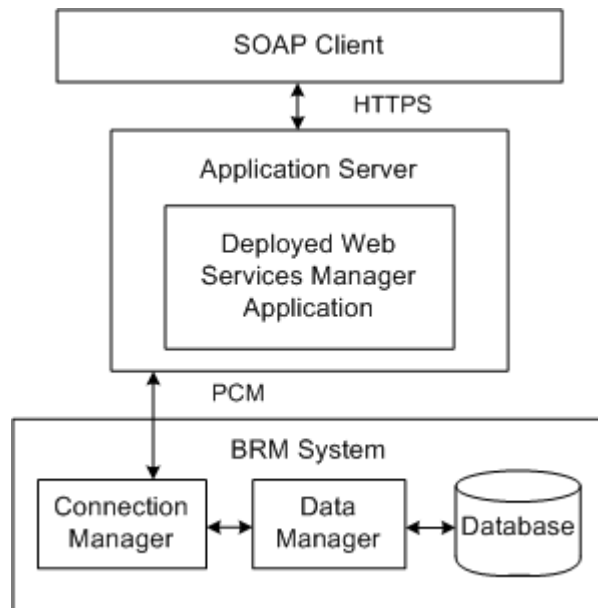 SOAP Client
HTTPS
Application Server
Deployed Web
Services Manager
Application
PCM
BRM System
Connection
Manager
Data
Manager
Database